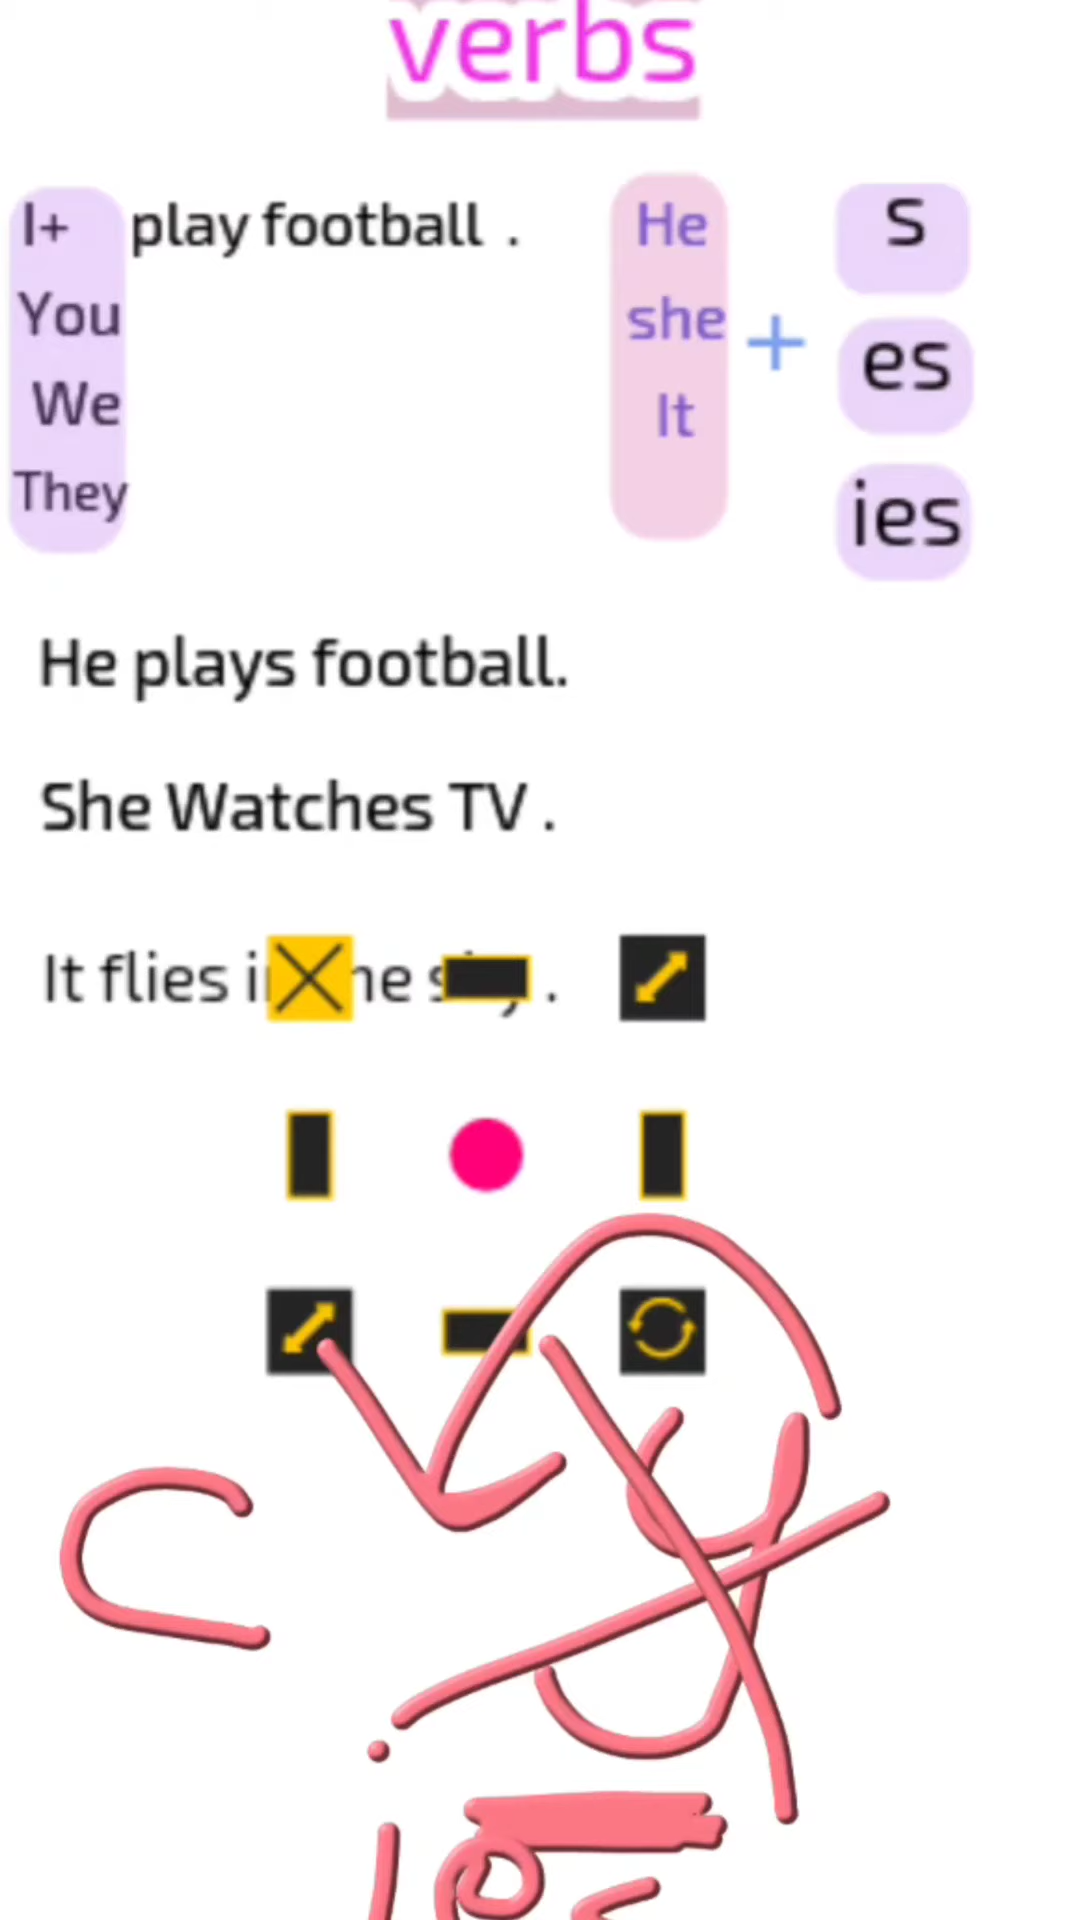 verbs
I+ play football .
You
We
They
He
she
It
+
s
es
ies
He plays football.
She Watches TV .
It flies
.
c
y
ies